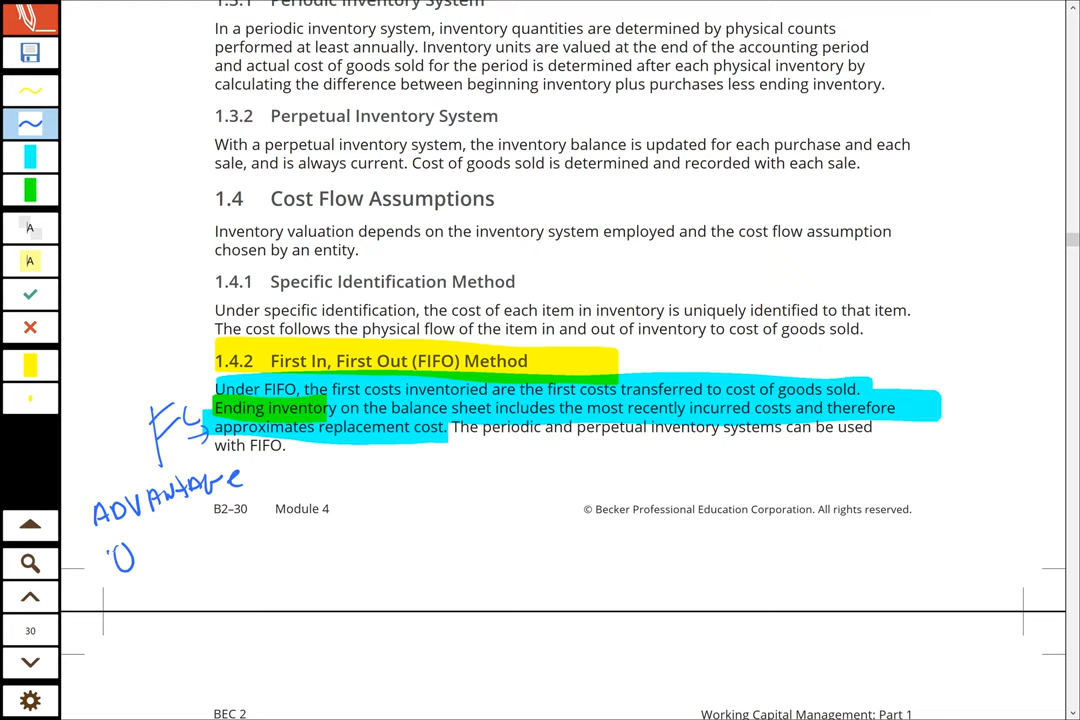 1.3.1 Periodic Inventory System
In a periodic inventory system, inventory quantities are determined by physical counts
performed at least annually. Inventory units are valued at the end of the accounting period
and actual cost of goods sold for the period is determined after each physical inventory by
calculating the difference between beginning inventory plus purchases less ending inventory.
1.3.2 Perpetual Inventory System
With a perpetual inventory system, the inventory balance is updated for each purchase and each
sale, and is always current. Cost of goods sold is determined and recorded with each sale.
1.4 Cost Flow Assumptions
Inventory valuation depends on the inventory system employed and the cost flow assumption
chosen by an entity.
1.4.1 Specific Identification Method
Under specific identification, the cost of each item in inventory is uniquely identified to that item.
The cost follows the physical flow of the item in and out of inventory to cost of goods sold.
1.4.2 First In, First Out (FIFO) Method
Under FIFO, the first costs inventoried are the first costs transferred to cost of goods sold.
Ending inventory on the balance sheet includes the most recently incurred costs and therefore
approximates replacement cost. The periodic and perpetual inventory systems can be used
with FIFO.
ADVANTAGE
B2–30 Module 4 © Becker Professional Education Corporation. All rights reserved.
30
BEC 2 Working Capital Management: Part 1
A
A